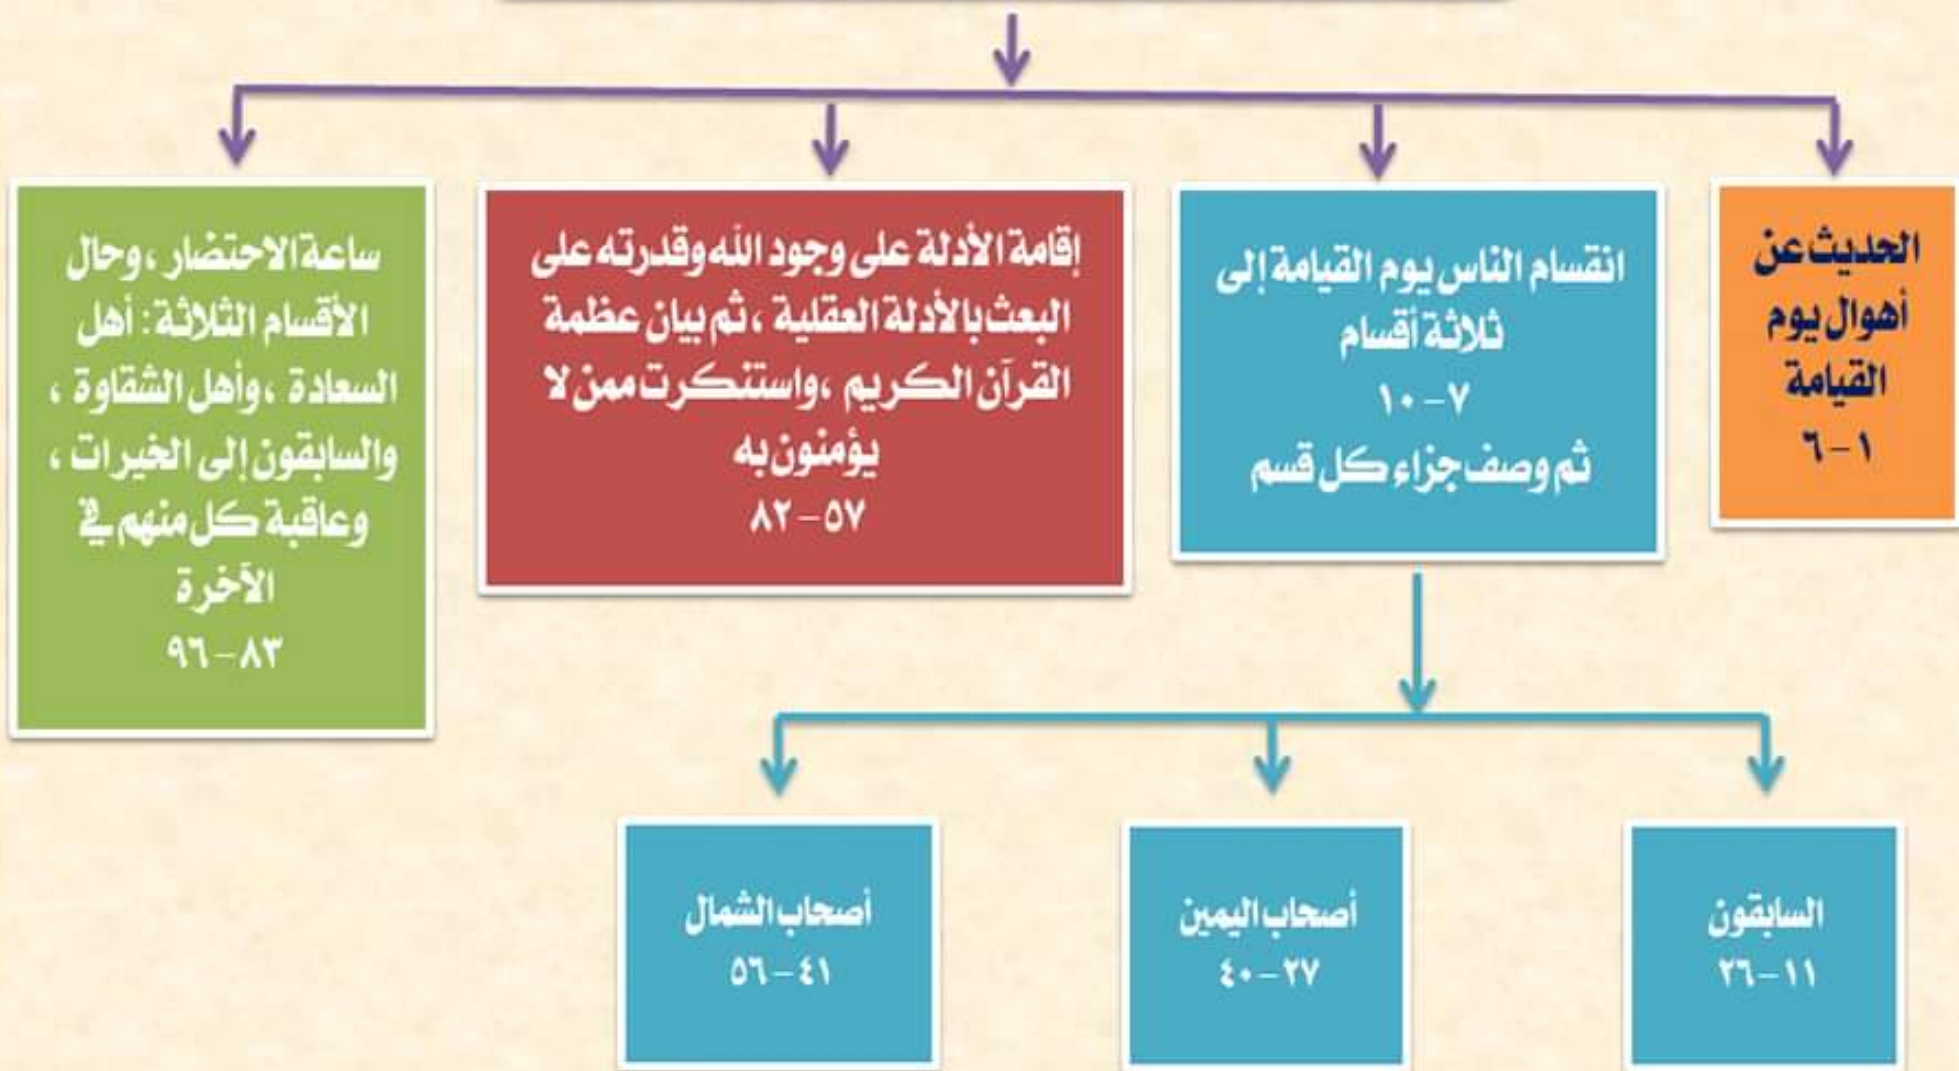 الحديث عن
أهوال يوم
القيامة
١ – ٦
انقسام الناس يوم القيامة إلى
ثلاثة أقسام
٧ – ١٠
ثم وصف جزاء كل قسم
إقامة الأدلة على وجود الله وقدرته على
البعث بالأدلة العقلية ، ثم بيان عظمة
القرآن الكريم ، واستنكرت ممن لا
يؤمنون به
٥٧ – ٨٢
ساعة الاحتضار ، وحال
الأقسام الثلاثة : أهل
السعادة ، وأهل الشقاوة ،
والسابقون إلى الخيرات ،
وعاقبة كل منهم في
الآخرة
٨٣ – ٩٦
السابقون
١١ – ٢٦
أصحاب اليمين
٢٧ – ٤٠
أصحاب الشمال
٤١ – ٥٦